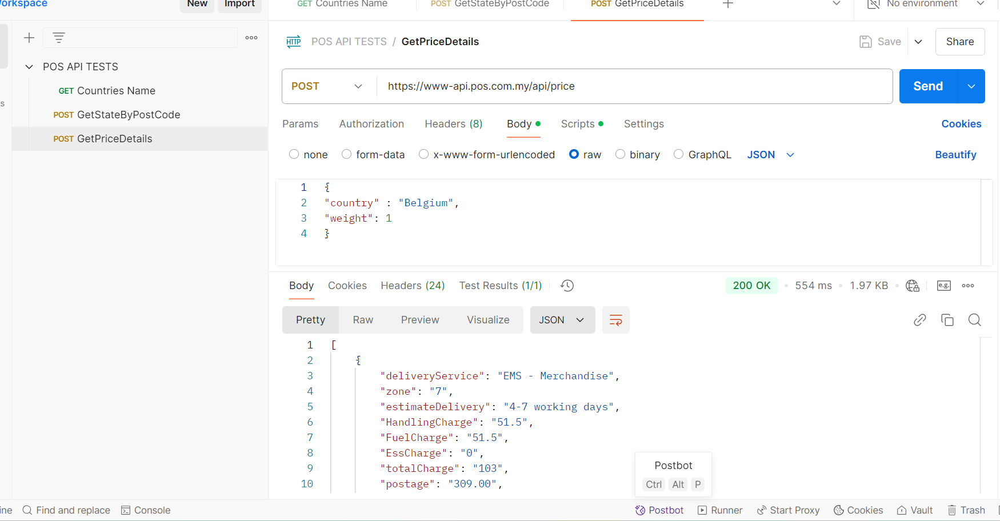 orkspace
New
Import
GET Countries Name
POST GetStateByPostCode
POST GetPriceDetails
No environment
POS API TESTS / GetPriceDetails
Save
Share
POS API TESTS
GET Countries Name
POST GetStateByPostCode
POST GetPriceDetails
s
HTTP
POST
https://www-api.pos.com.my/api/price
Send
Params
Authorization
Headers (8)
Body
Scripts
Settings
Cookies
none
form-data
x-www-form-urlencoded
raw
binary
GraphQL
JSON
Beautify
1 {
2 "country" : "Belgium",
3 "weight": 1
4 }
Body
Cookies
Headers (24)
Test Results (1/1)
200 OK
554 ms
1.97 KB
e.g.
Pretty
Raw
Preview
Visualize
JSON
1 [
2 {
3 "deliveryService": "EMS - Merchandise",
4 "zone": "7",
5 "estimateDelivery": "4-7 working days",
6 "HandlingCharge": "51.5",
7 "FuelCharge": "51.5",
8 "EssCharge": "0",
9 "totalCharge": "103",
10 "postage": "309.00",
Postbot
Ctrl Alt P
ine
Find and replace
Console
Postbot
Runner
Start Proxy
Cookies
Vault
Trash